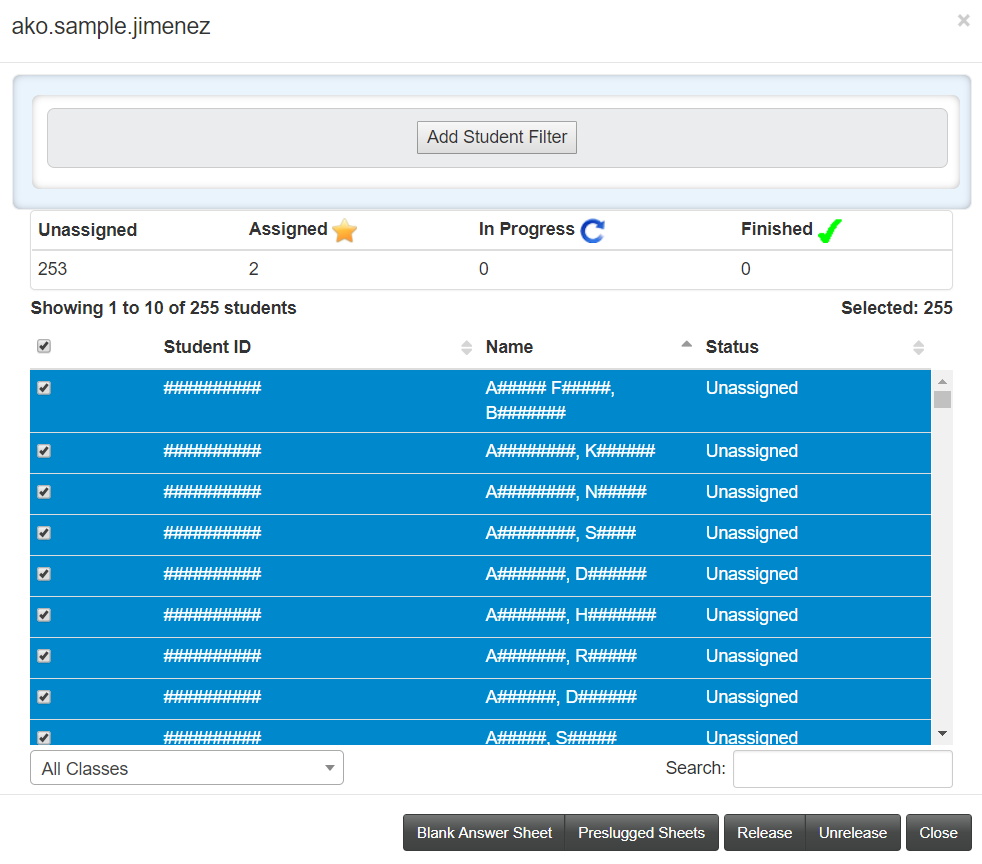 ako.sample.jimenez ×
Add Student Filter
Unassigned Assigned In Progress Finished
253 2 0 0
Showing 1 to 10 of 255 students Selected: 255
Student ID Name Status
########## A##### F#####, Unassigned
B#######
########## A########, K###### Unassigned
########## A########, N##### Unassigned
########## A########, S#### Unassigned
########## A#######, D###### Unassigned
########## A#######, H####### Unassigned
########## A#######, R##### Unassigned
########## A######, D###### Unassigned
########## A#####, S##### Unassigned
All Classes Search:
Blank Answer Sheet Preslugged Sheets Release Unrelease Close